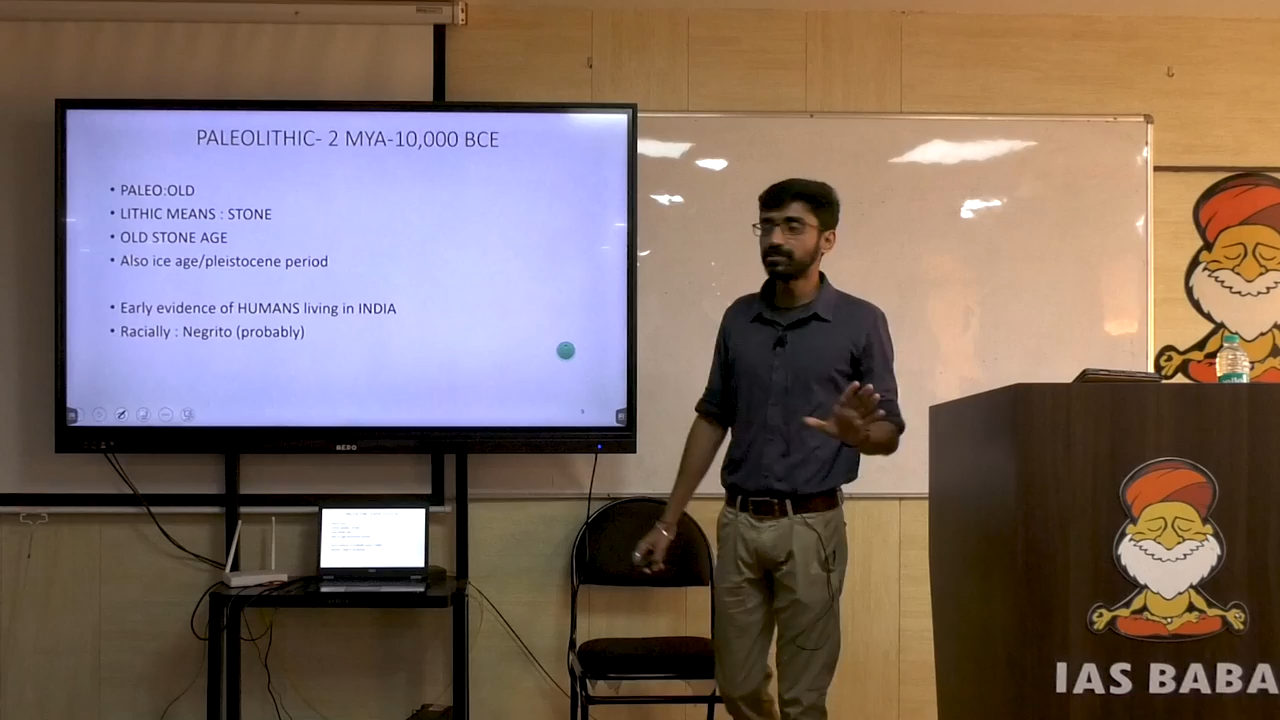 PALEOLITHIC- 2 MYA-10,000 BCE
• PALEO:OLD
• LITHIC MEANS : STONE
• OLD STONE AGE
• Also ice age/pleistocene period
• Early evidence of HUMANS living in INDIA
• Racially : Negrito (probably)
IAS BABA